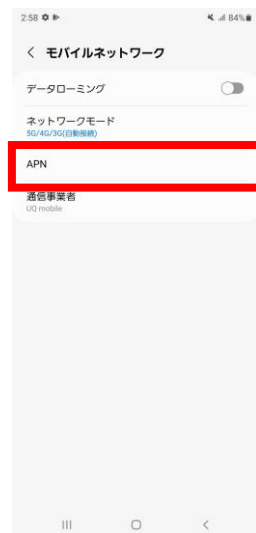 2:58
84%
モバイルネットワーク
データローミング
ネットワークモード
5G/4G/3G(自動接続)
APN
通信事業者
UQ mobile